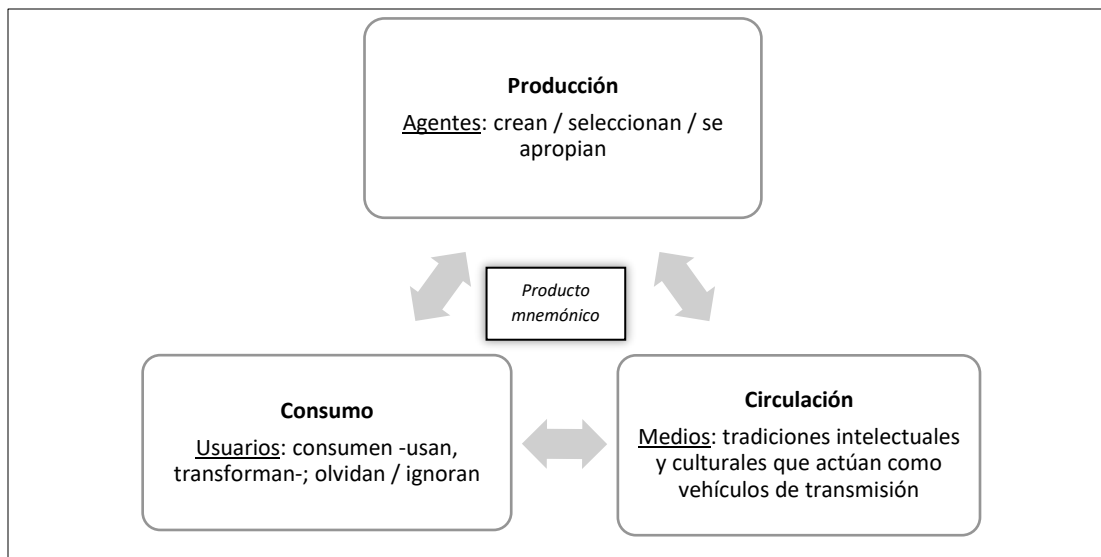 Producción
Agentes: crean / seleccionan / se
apropian
Producto
mnemónico
Consumo
Usuarios: consumen -usan,
transforman-; olvidan / ignoran
Circulación
Medios: tradiciones intelectuales
y culturales que actúan como
vehículos de transmisión